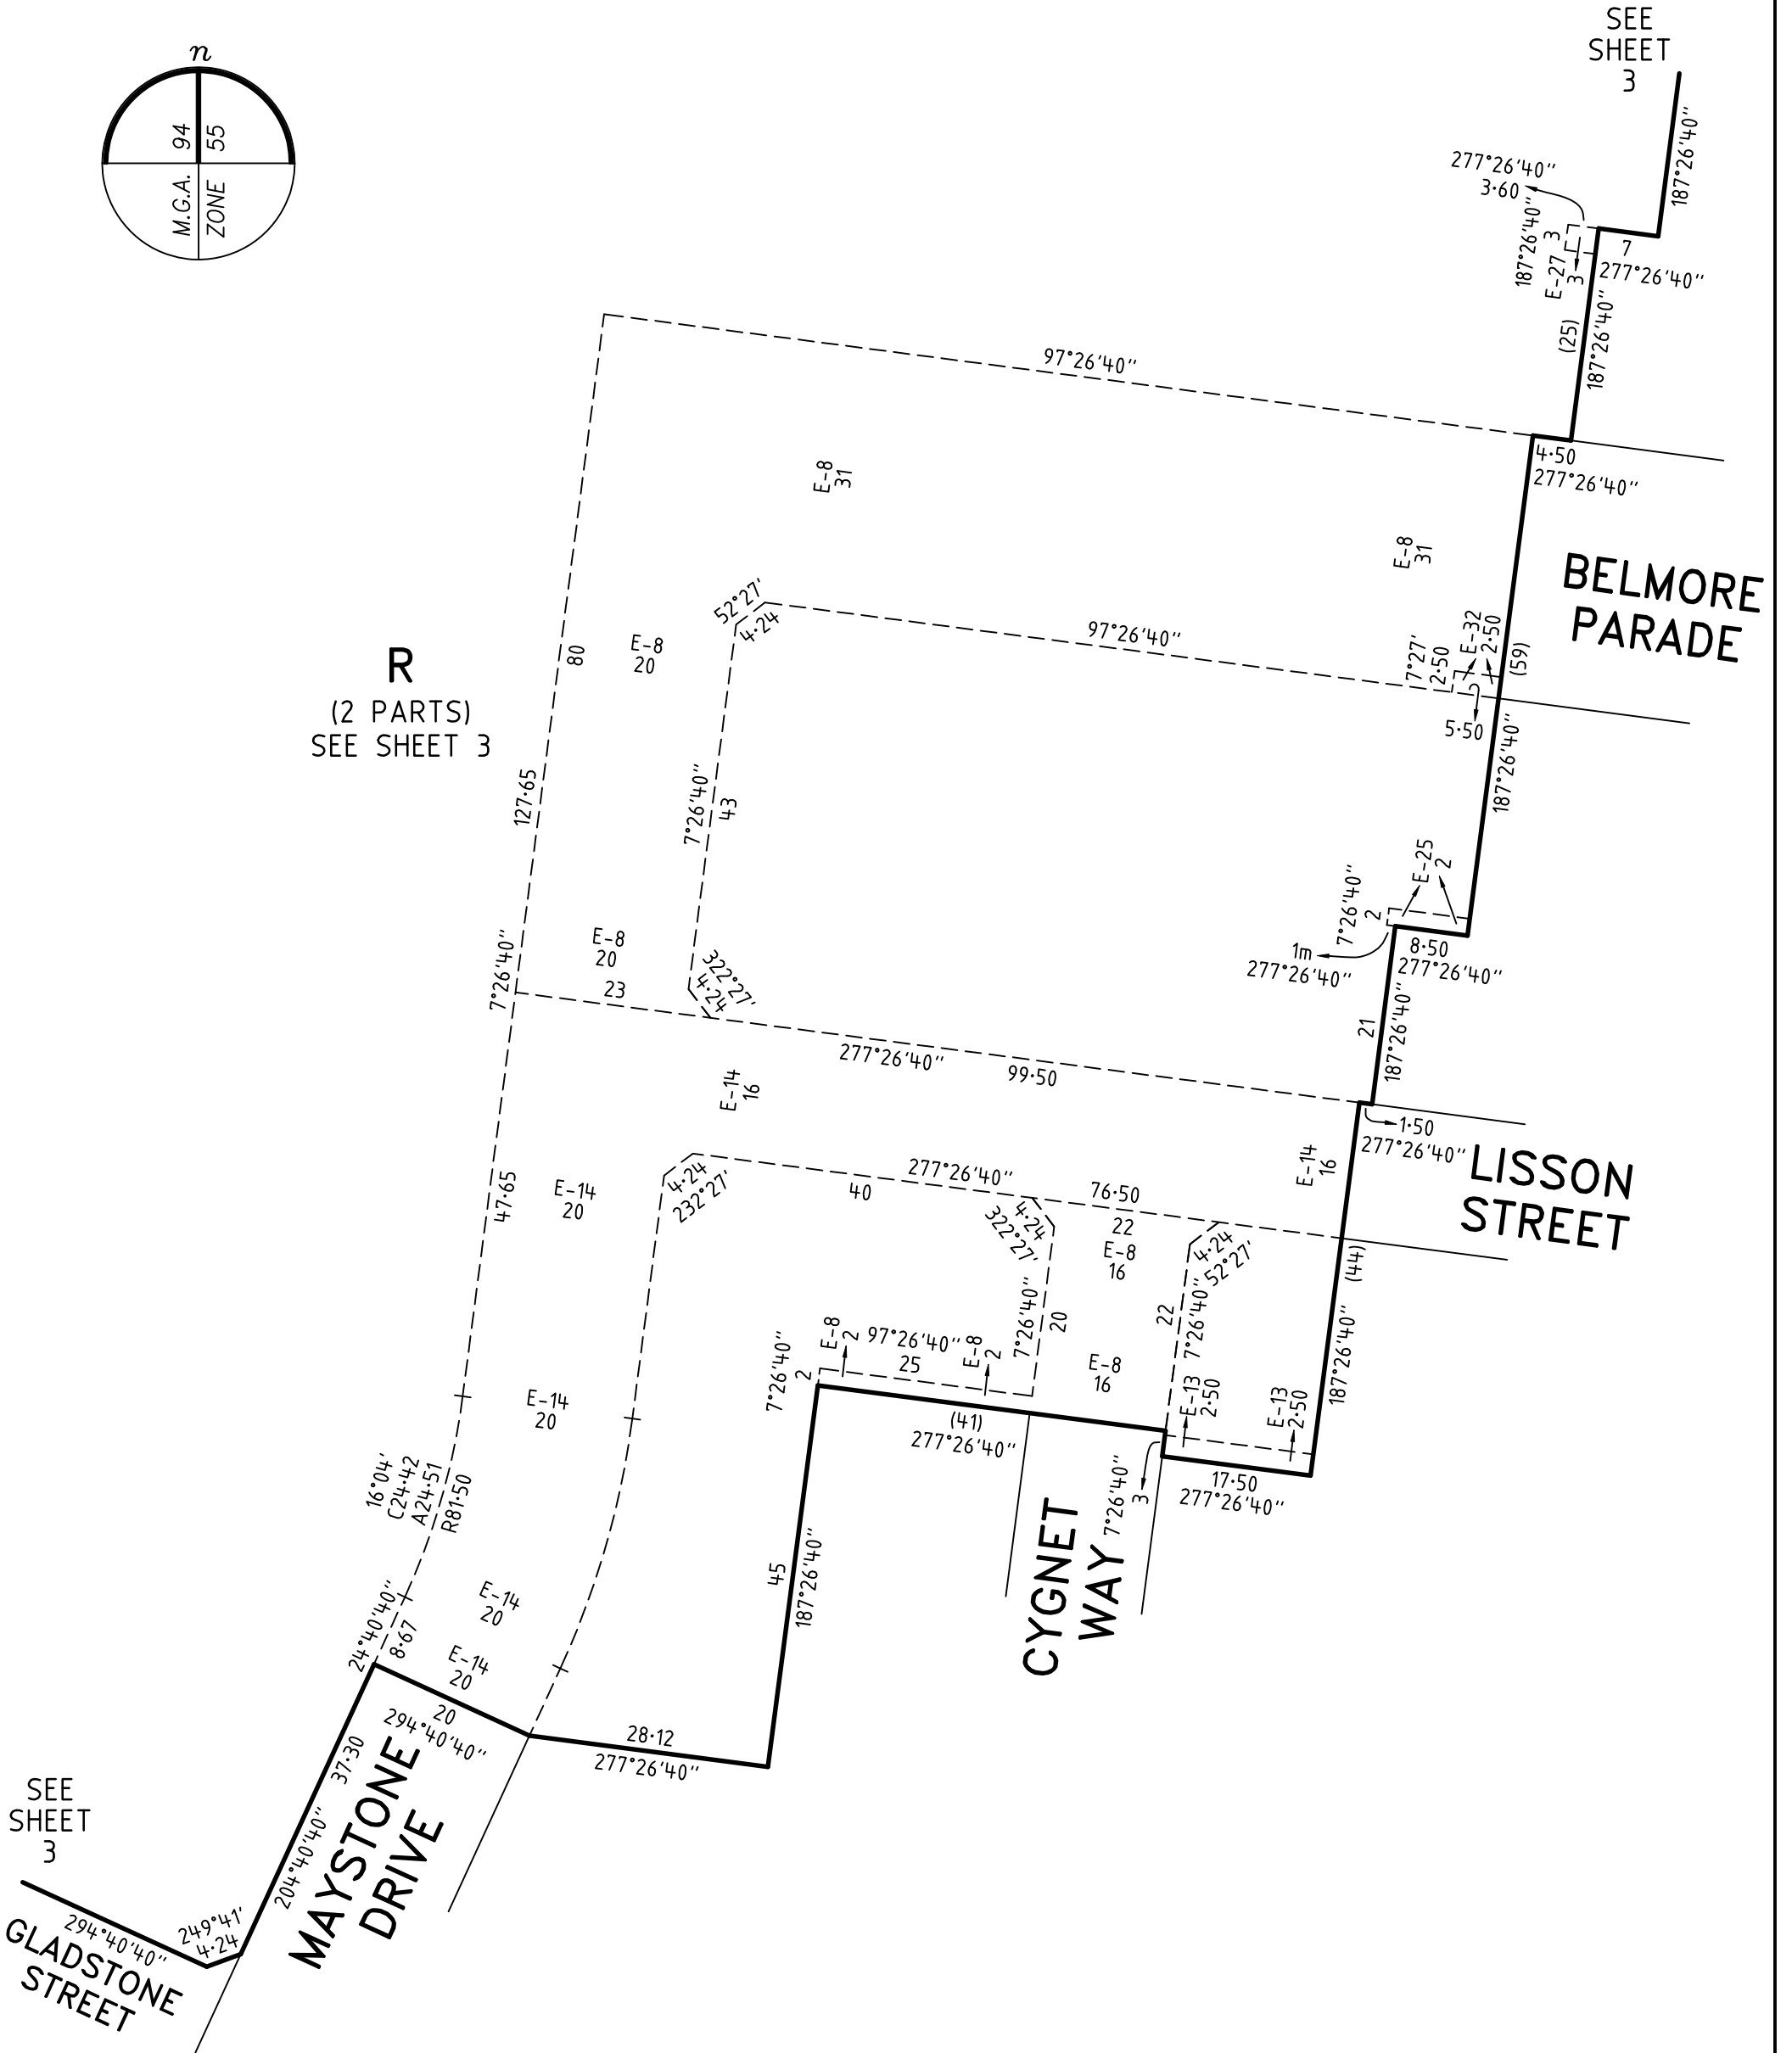 SEE
SHEET
3
n
M.G.A. 94
ZONE 55
187°26'40"
277°26'40"
3·60
187°26'40"
3
E-27
3
7
277°26'40"
(25)
187°26'40"
97°26'40"
4·50
277°26'40"
E-8
31
E-8
31
BELMORE
PARADE
52°27'
4·24
97°26'40"
7°27'
2·50
E-32
2·50
(59)
5·50
R
(2 PARTS)
SEE SHEET 3
80
E-8
20
127·65
7°26'40"
43
187°26'40"
E-25
2
7°26'40"
2
1m
277°26'40"
8·50
277°26'40"
E-8
20
23
322°27'
4·24
7°26'40"
21
187°26'40"
277°26'40"
99·50
E-14
16
1·50
277°26'40"
E-14
16
LISSON
STREET
47·65
E-14
20
4·24
232°27'
277°26'40"
40
76·50
22
4·24
322°27'
E-8
16
4·24
52°27'
(44)
7°26'40"
20
22
7°26'40"
187°26'40"
7°26'40"
2
E-8
2
97°26'40"
25
E-8
2
E-8
16
E-13
2·50
E-13
2·50
(41)
277°26'40"
E-14
20
17·50
277°26'40"
7°26'40"
3
CYGNET
WAY
16°04'
C24·42
A24·51
R81·50
45
187°26'40"
E-14
20
24°40'40"
8·67
E-14
20
20
294°40'40"
28·12
277°26'40"
37·30
204°40'40"
MAYSTONE
DRIVE
SEE
SHEET
3
249°41'
4·24
294°40'40"
GLADSTONE
STREET